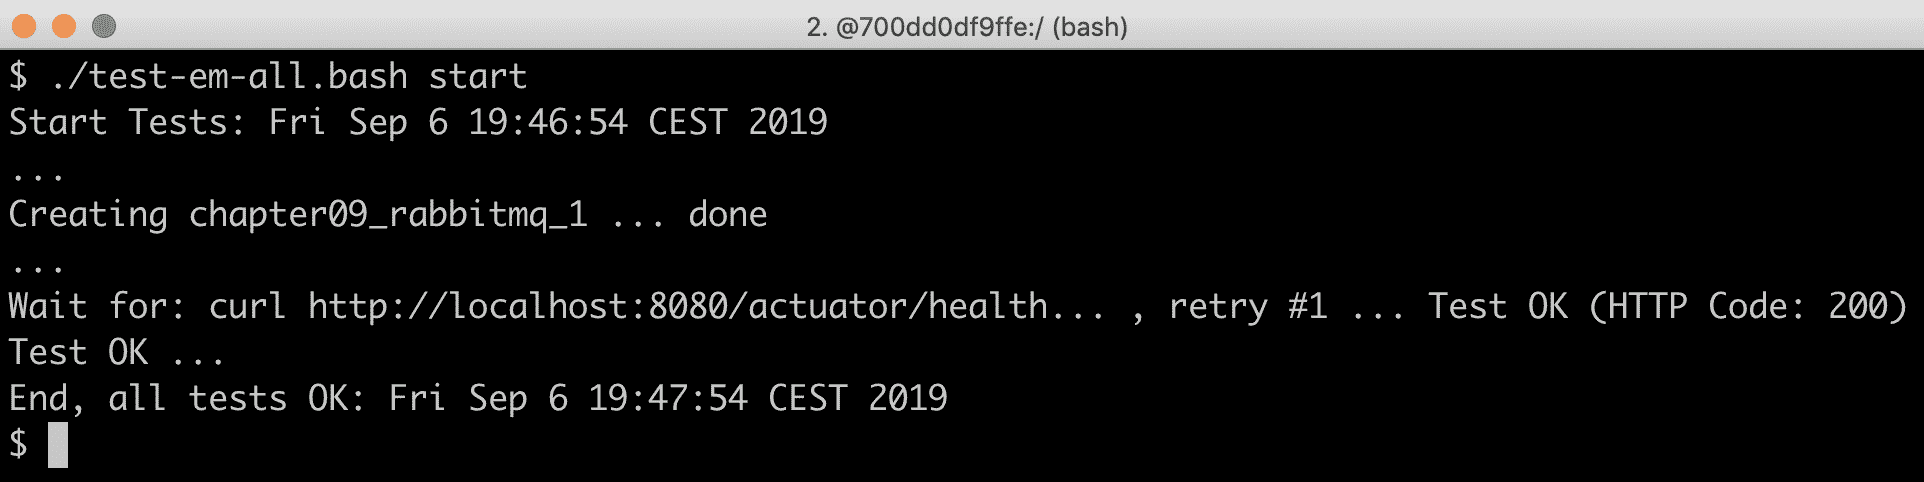 2. @700dd0df9ffe:/ (bash)
$ ./test-em-all.bash start
Start Tests: Fri Sep 6 19:46:54 CEST 2019
...
Creating chapter09_rabbitmq_1 ... done
...
Wait for: curl http://localhost:8080/actuator/health... , retry #1 ... Test OK (HTTP Code: 200)
Test OK ...
End, all tests OK: Fri Sep 6 19:47:54 CEST 2019
$